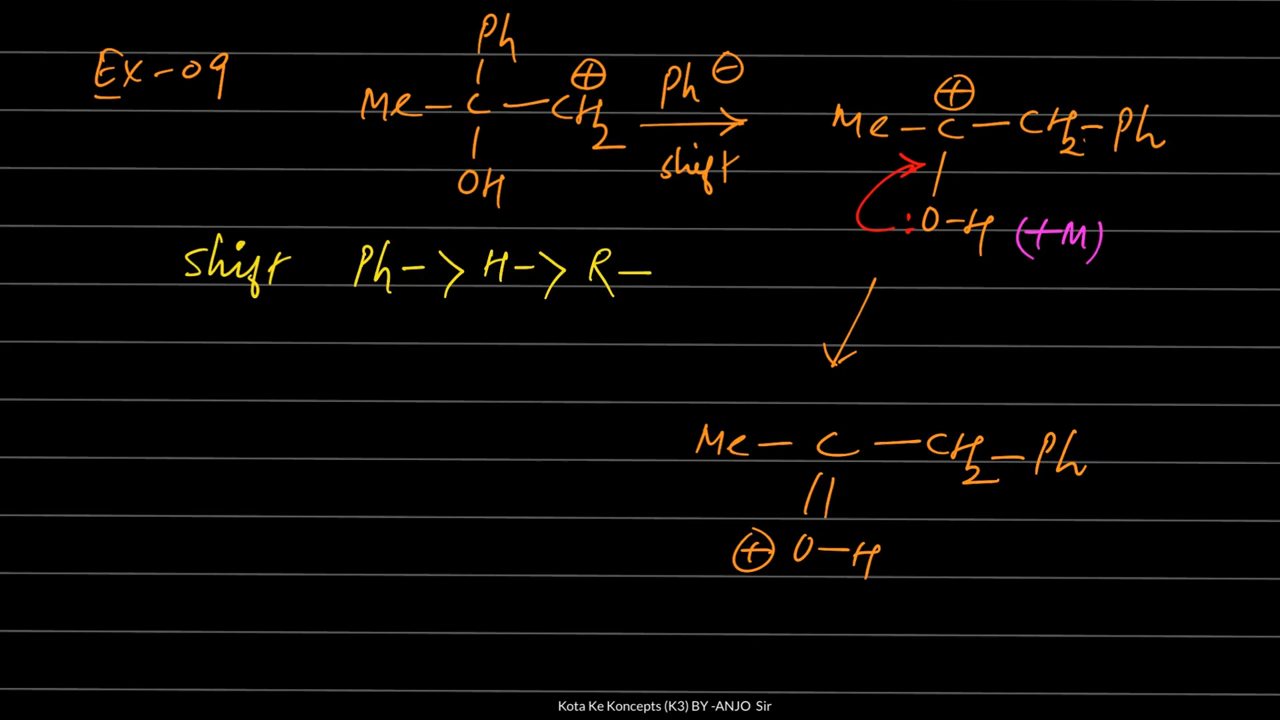 Ph
Ex-09 Me-C-CH2 ⊕ Ph⊖ shift → Me-C⊕-CH2-Ph
OH :O-H (+M)
shift Ph- > H- > R-
Me-C-CH2-Ph
⊕ O-H
Kota Ke Koncepts (K3) BY -ANJO Sir